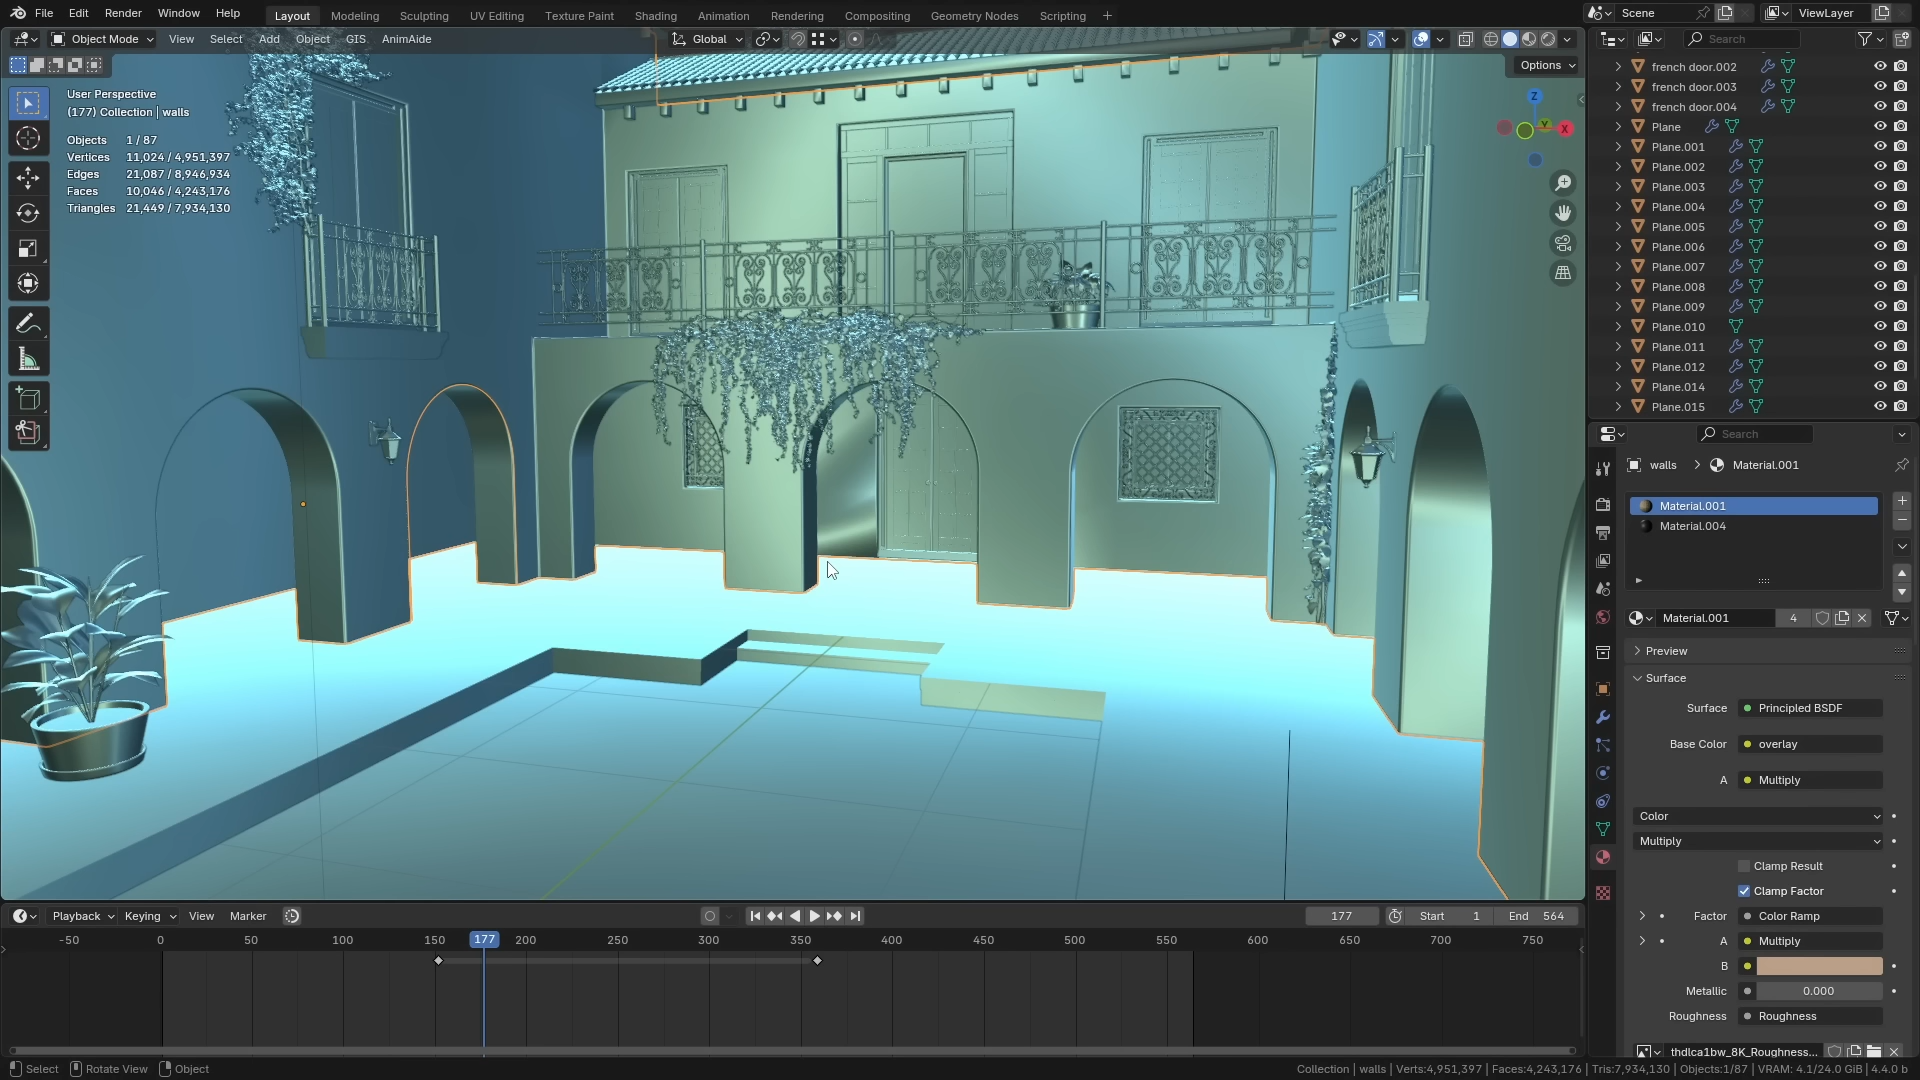 File Edit Render Window Help Layout Modeling Sculpting UV Editing Texture Paint Shading Animation Rendering Compositing Geometry Nodes Scripting + Scene ViewLayer
Object Mode View Select Add Object GIS AnimAide Global Search
Options
User Perspective
(177) Collection | walls
Objects 1 / 87
Vertices 11,024 / 4,951,397
Edges 21,087 / 8,946,934
Faces 10,046 / 4,243,176
Triangles 21,449 / 7,934,130
Z
Y
X
french door.002
french door.003
french door.004
Plane
Plane.001
Plane.002
Plane.003
Plane.004
Plane.005
Plane.006
Plane.007
Plane.008
Plane.009
Plane.010
Plane.011
Plane.012
Plane.014
Plane.015
Search
walls > Material.001
Material.001
Material.004
Material.001 4
Preview
Surface
Surface Principled BSDF
Base Color overlay
A Multiply
Color
Multiply
Clamp Result
Clamp Factor
Factor Color Ramp
A Multiply
B
Metallic 0.000
Roughness Roughness
thdlca1bw_8K_Roughness...
Playback Keying View Marker 177 Start 1 End 564
-50 0 50 100 150 177 200 250 300 350 400 450 500 550 600 650 700 750
Select Rotate View Object Collection | walls | Verts:4,951,397 | Faces:4,243,176 | Tris:7,934,130 | Objects:1/87 | VRAM: 4.1/24.0 GiB | 4.4.0 b